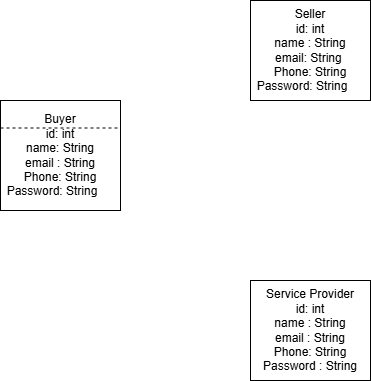 Seller
id: int
name : String
email: String
Phone: String
Password: String
Buyer
id: int
name: String
email : String
Phone: String
Password: String
Service Provider
id: int
name : String
email : String
Phone: String
Password : String